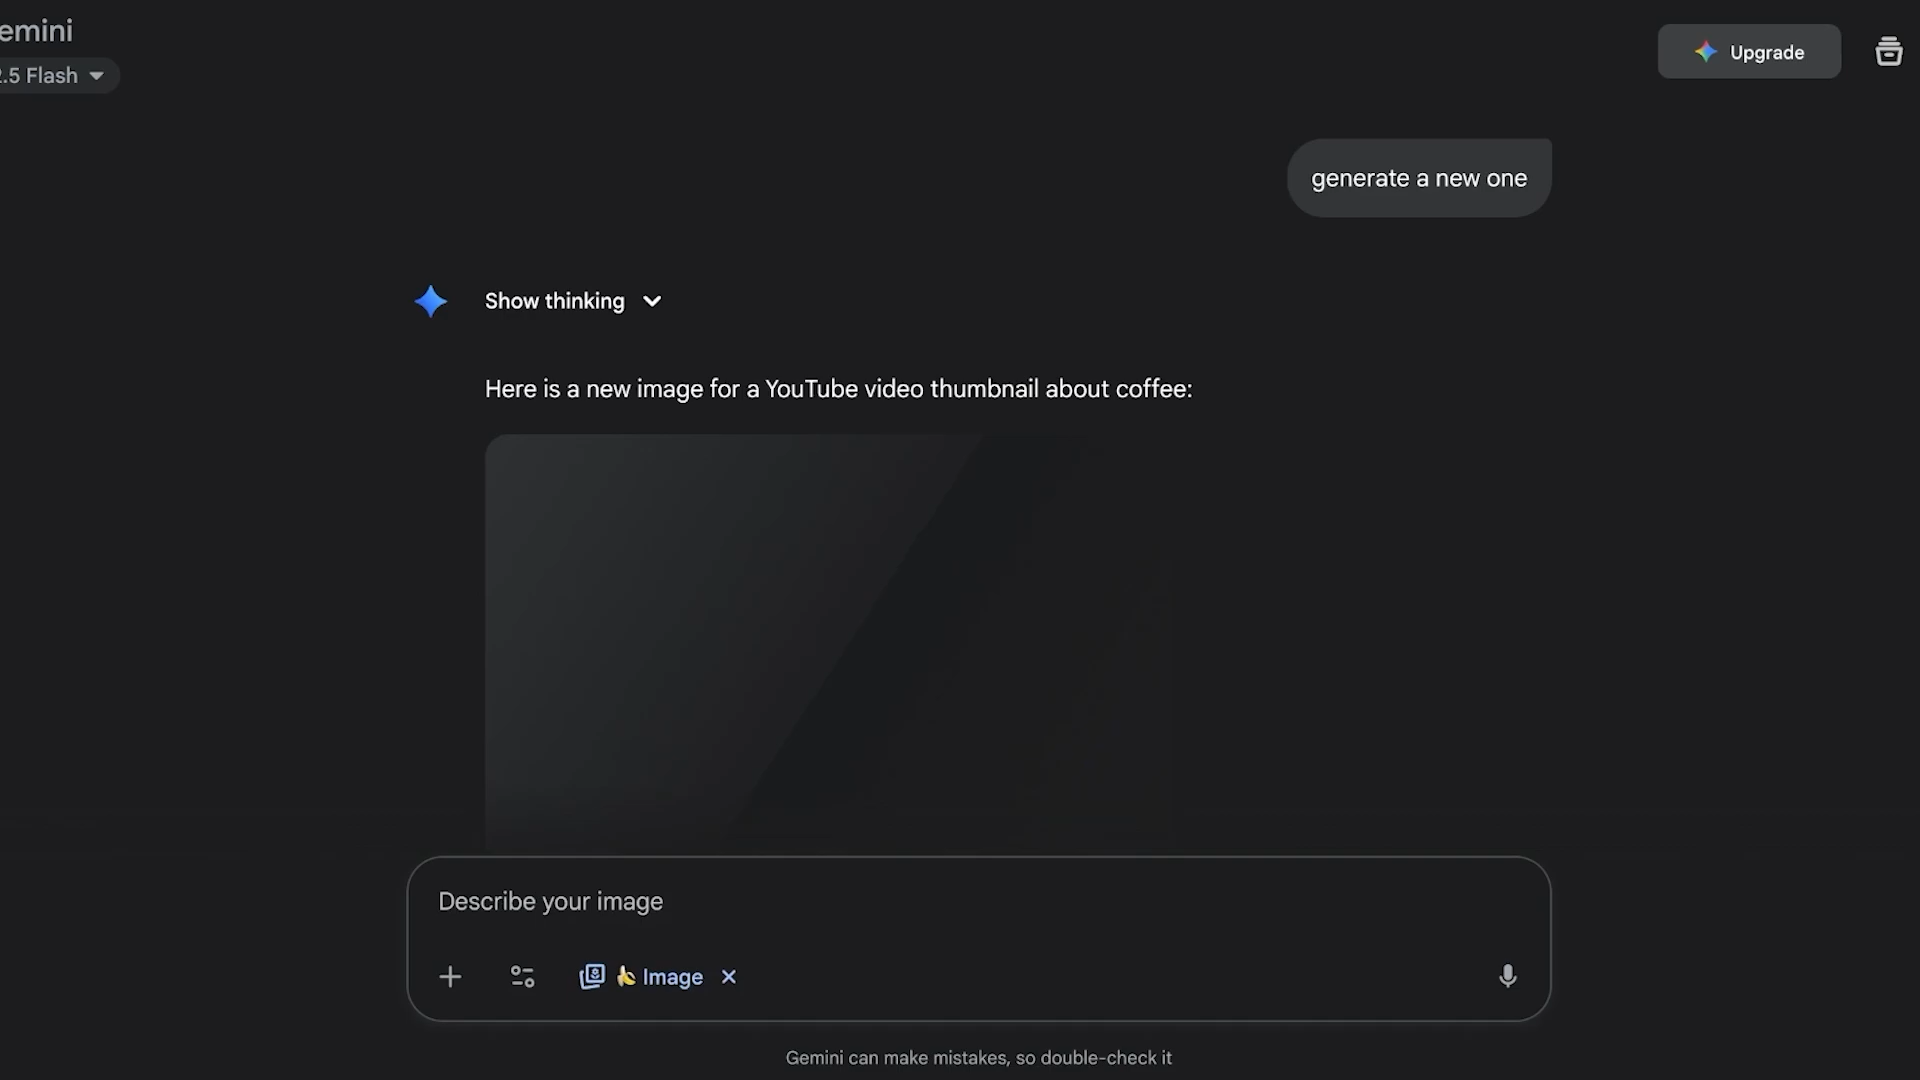 emini
2.5 Flash
Upgrade
generate a new one
Show thinking
Here is a new image for a YouTube video thumbnail about coffee:
Describe your image
Image
Gemini can make mistakes, so double-check it